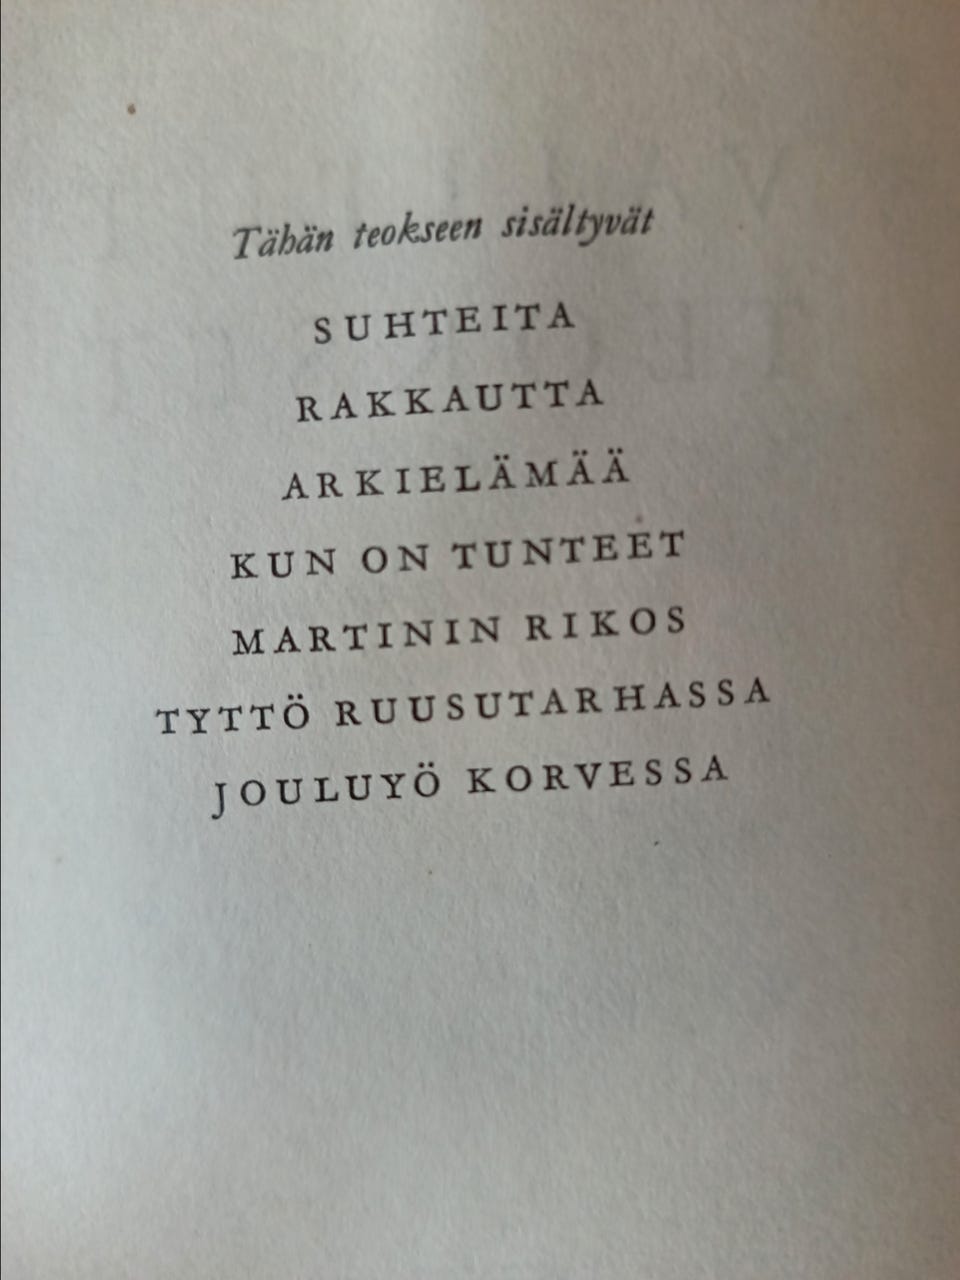 Tähän teokseen sisältyvät
SUHTEITA
RAKKAUTTA
ARKIELÄMÄÄ
KUN ON TUNTEET
MARTININ RIKOS
TYTTÖ RUUSUTARHASSA
JOULUYÖ KORVESSA